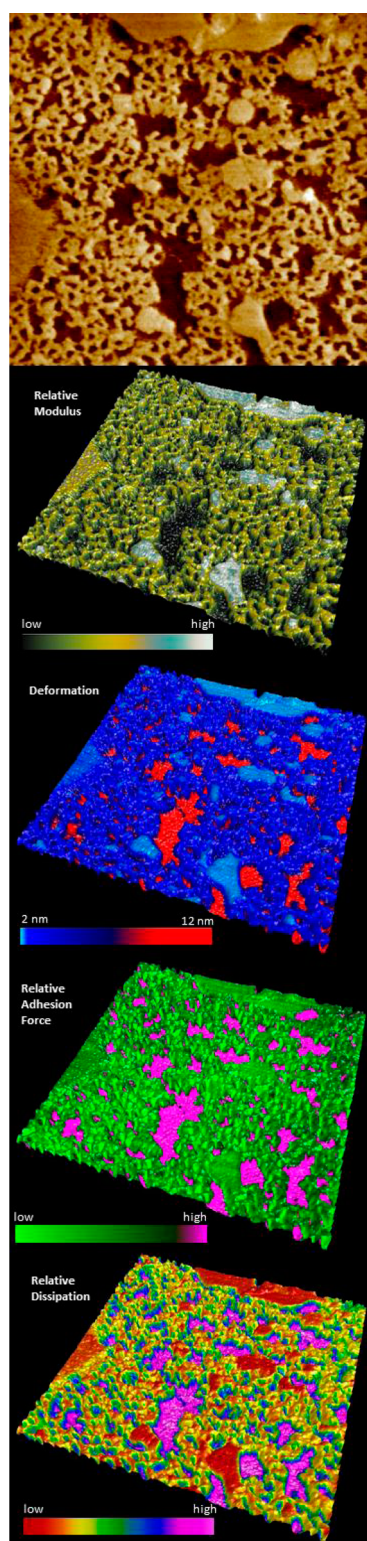 Relative
Modulus
low high
Deformation
2 nm 12 nm
Relative
Adhesion
Force
low high
Relative
Dissipation
low high